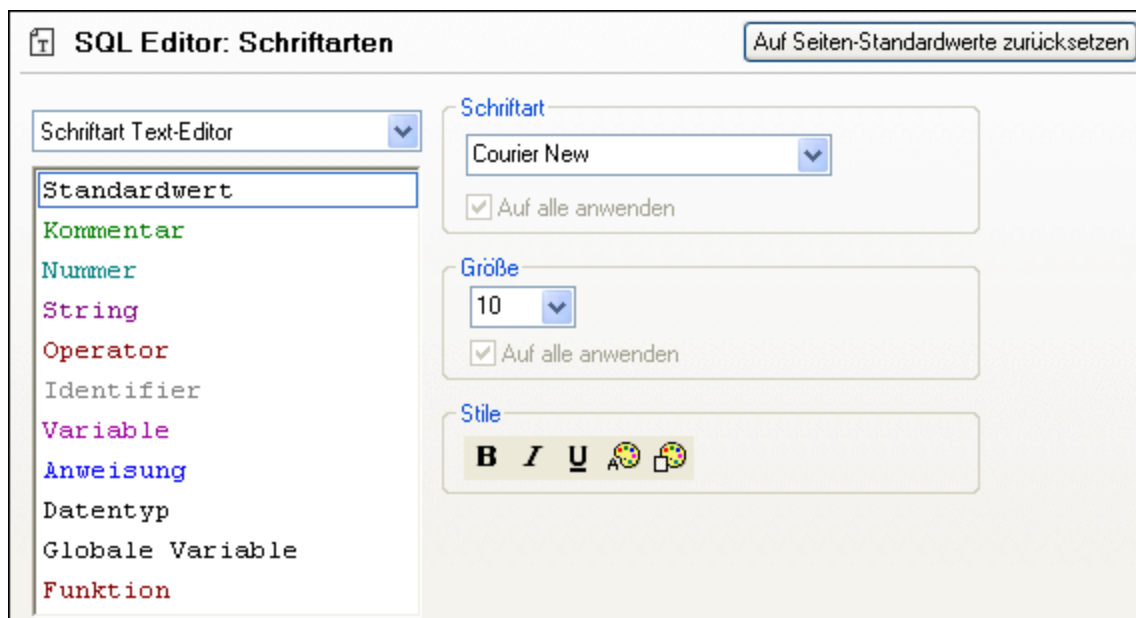 SQL Editor: Schriftarten
Auf Seiten-Standardwerte zurücksetzen
Schriftart Text-Editor
Standardwert
Kommentar
Nummer
String
Operator
Identifier
Variable
Anweisung
Datentyp
Globale Variable
Funktion
Schriftart
Courier New
Auf alle anwenden
Größe
10
Auf alle anwenden
Stile
B I U